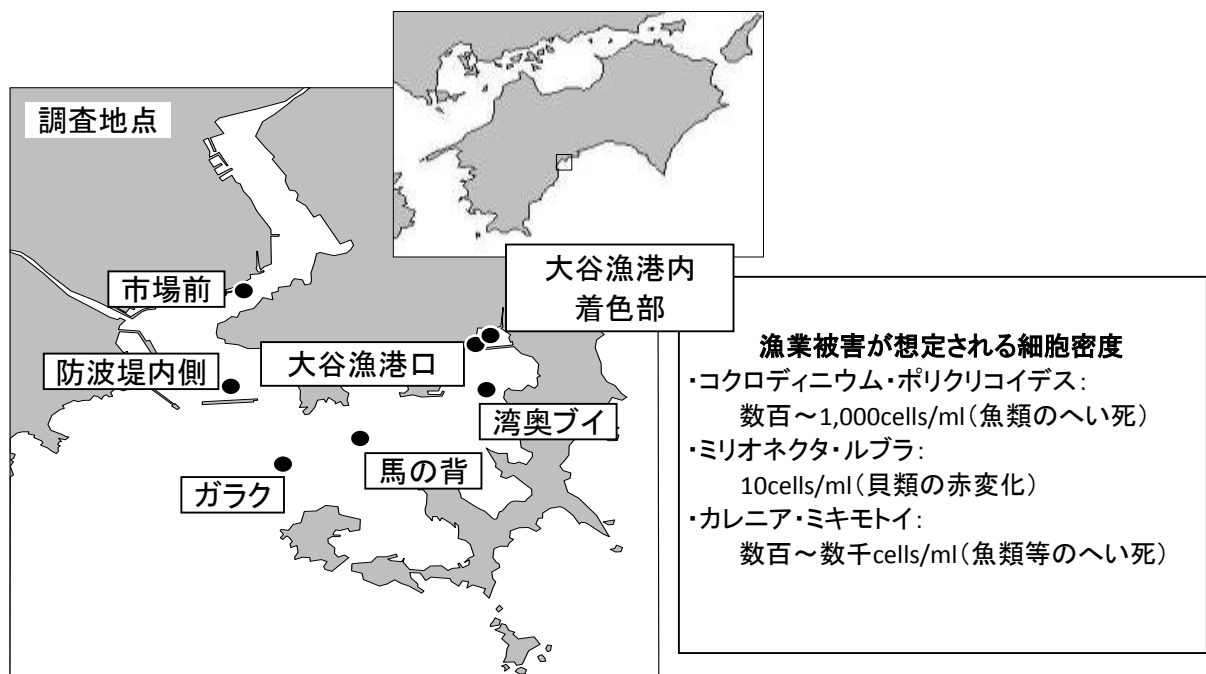 調査地点
市場前
防波堤内側
大谷漁港口
大谷漁港内
着色部
湾奥ブイ
馬の背
ガラク
漁業被害が想定される細胞密度
・コクロディニウム・ポリクリコイデス：
数百～1,000cells/ml（魚類のへい死）
・ミリオネクタ・ルブラ：
10cells/ml（貝類の赤変化）
・カレニア・ミキモトイ：
数百～数千cells/ml（魚類等のへい死）